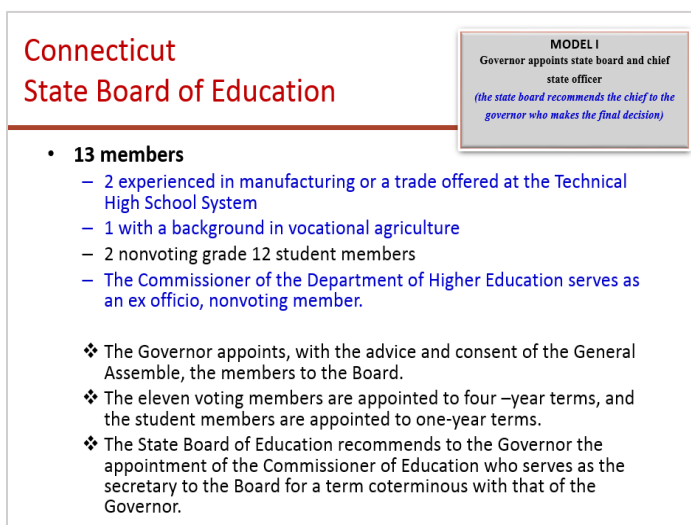 Connecticut
State Board of Education
MODEL I
Governor appoints state board and chief
state officer
(the state board recommends the chief to the
governor who makes the final decision)
• 13 members
– 2 experienced in manufacturing or a trade offered at the Technical
High School System
– 1 with a background in vocational agriculture
– 2 nonvoting grade 12 student members
– The Commissioner of the Department of Higher Education serves as
an ex officio, nonvoting member.
❖ The Governor appoints, with the advice and consent of the General
Assemble, the members to the Board.
❖ The eleven voting members are appointed to four –year terms, and
the student members are appointed to one-year terms.
❖ The State Board of Education recommends to the Governor the
appointment of the Commissioner of Education who serves as the
secretary to the Board for a term coterminous with that of the
Governor.